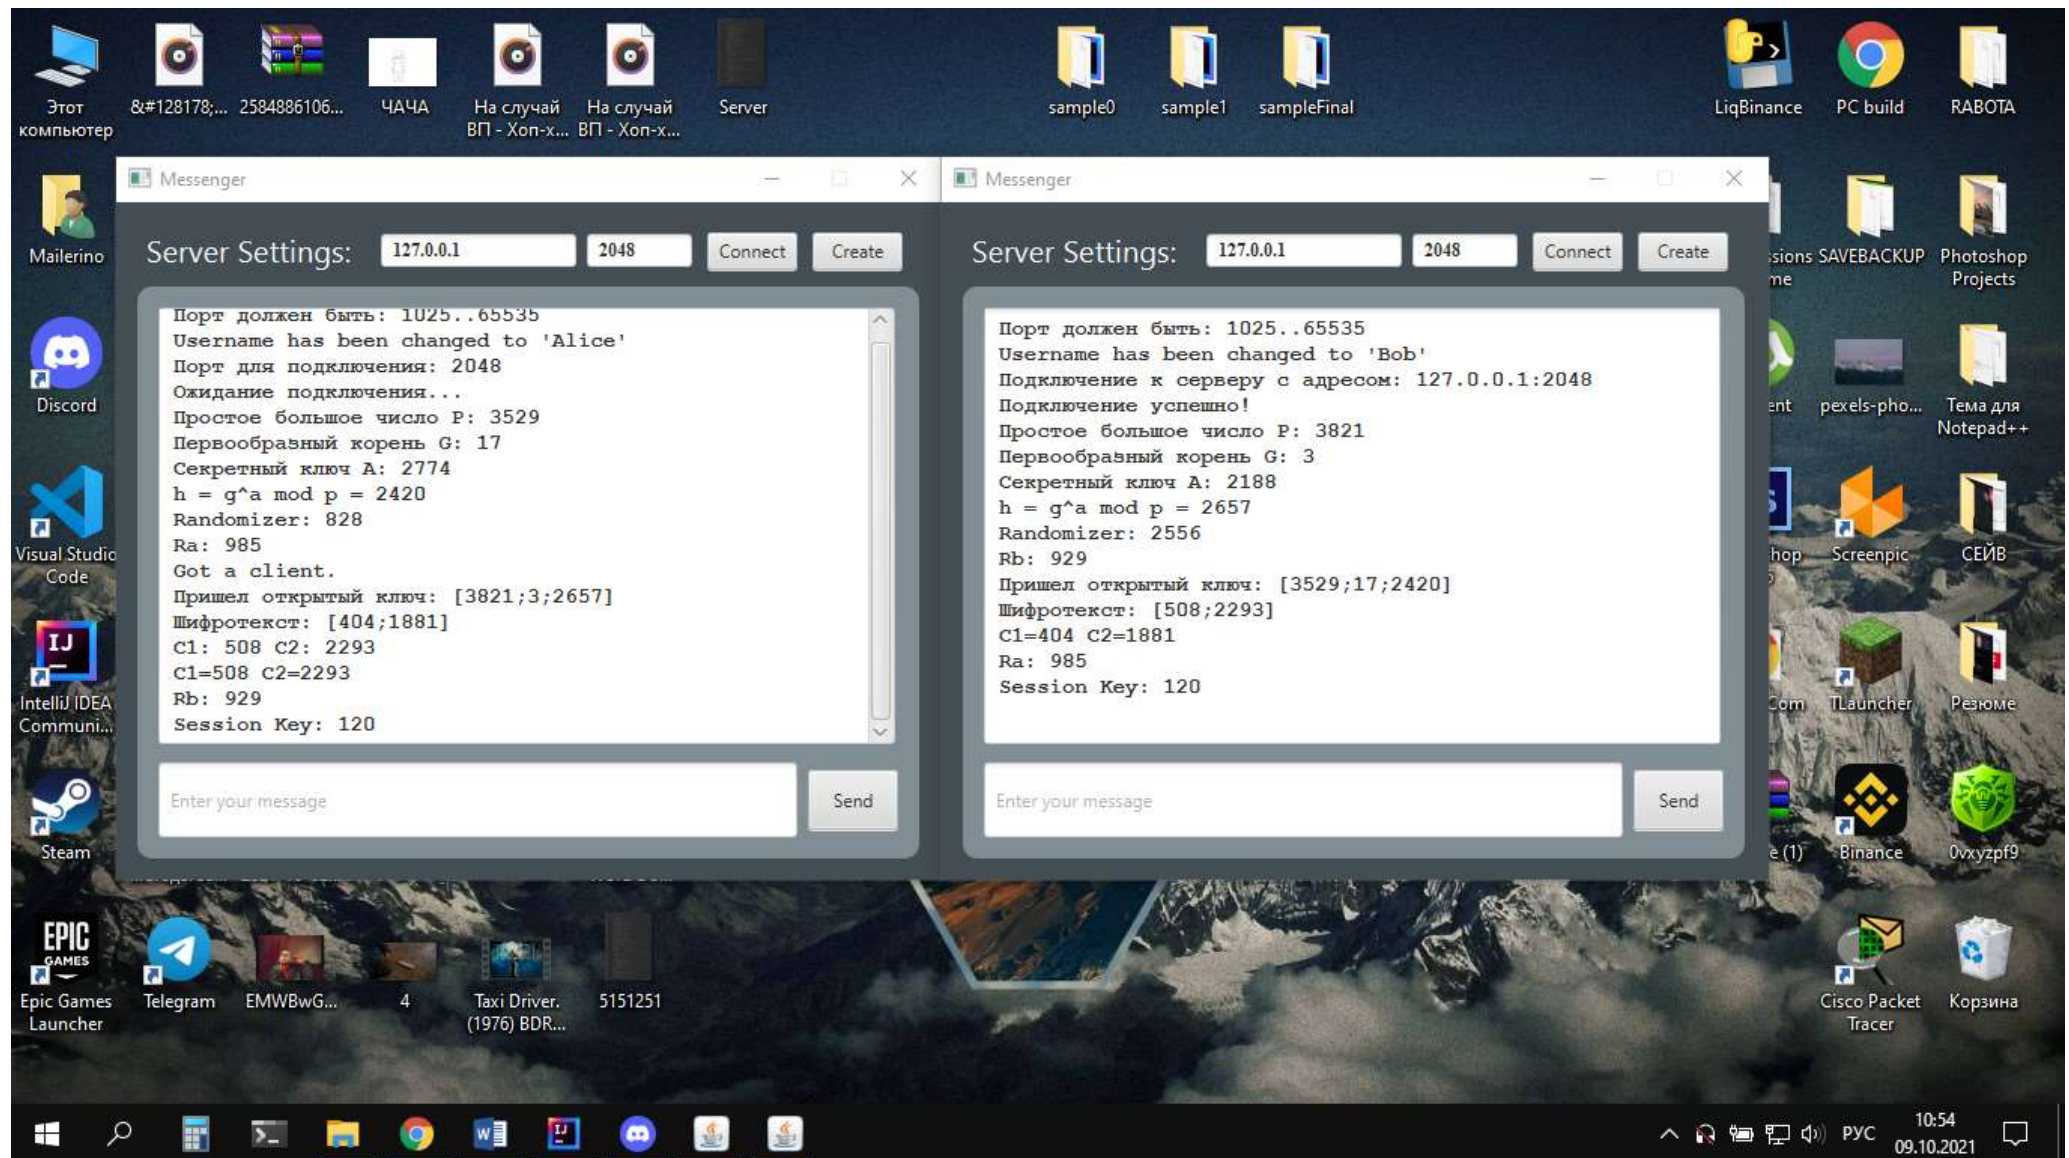 Этот
компьютер
&#128178;...
2584886106...
ЧАЧА
На случай
ВП - Хоп-х...
На случай
ВП - Хоп-х...
Server
sample0
sample1
sampleFinal
LiqBinance
PC build
RABOTA
Mailerino
Discord
Visual Studio
Code
IntelliJ IDEA
Communi...
Steam
Messenger
Server Settings:
127.0.0.1
2048
Connect
Create
Порт должен быть: 1025..65535
Username has been changed to 'Alice'
Порт для подключения: 2048
Ожидание подключения...
Простое большое число P: 3529
Первообразный корень G: 17
Секретный ключ A: 2774
h = g^a mod p = 2420
Randomizer: 828
Ra: 985
Got a client.
Пришел открытый ключ: [3821;3;2657]
Шифротекст: [404;1881]
C1: 508 C2: 2293
C1=508 C2=2293
Rb: 929
Session Key: 120
Enter your message
Send
Messenger
Server Settings:
127.0.0.1
2048
Connect
Create
Порт должен быть: 1025..65535
Username has been changed to 'Bob'
Подключение к серверу с адресом: 127.0.0.1:2048
Подключение успешно!
Простое большое число P: 3821
Первообразный корень G: 3
Секретный ключ A: 2188
h = g^a mod p = 2657
Randomizer: 2556
Rb: 929
Пришел открытый ключ: [3529;17;2420]
Шифротекст: [508;2293]
C1=404 C2=1881
Ra: 985
Session Key: 120
Enter your message
Send
SAVEBACKUP
Photoshop
Projects
pexels-pho...
Тема для
Notepad++
Screenpic
СЕЙВ
TLauncher
Резюме
e (1)
Binance
0vxyzpf9
EPIC
GAMES
Epic Games
Launcher
Telegram
EMWBwG...
4
Taxi Driver.
(1976) BDR...
5151251
Cisco Packet
Tracer
Корзина
РУС
10:54
09.10.2021